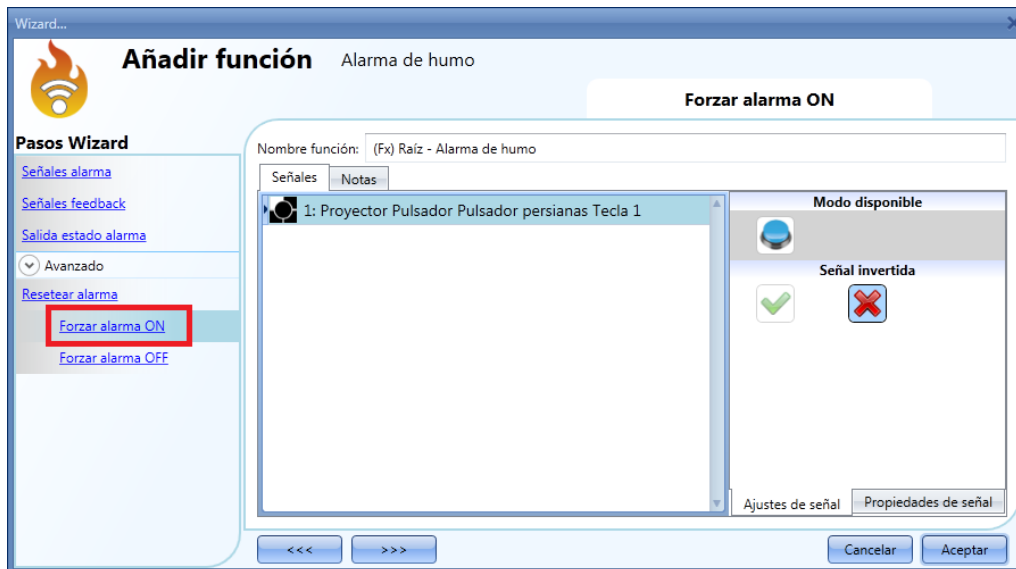 Wizard...
Añadir función Alarma de humo
Forzar alarma ON
Pasos Wizard
Señales alarma
Señales feedback
Salida estado alarma
Avanzado
Resetear alarma
Forzar alarma ON
Forzar alarma OFF
Nombre función: (Fx) Raíz - Alarma de humo
Señales Notas
1: Proyector Pulsador Pulsador persianas Tecla 1
Modo disponible
Señal invertida
Ajustes de señal Propiedades de señal
<<< >>> Cancelar Aceptar